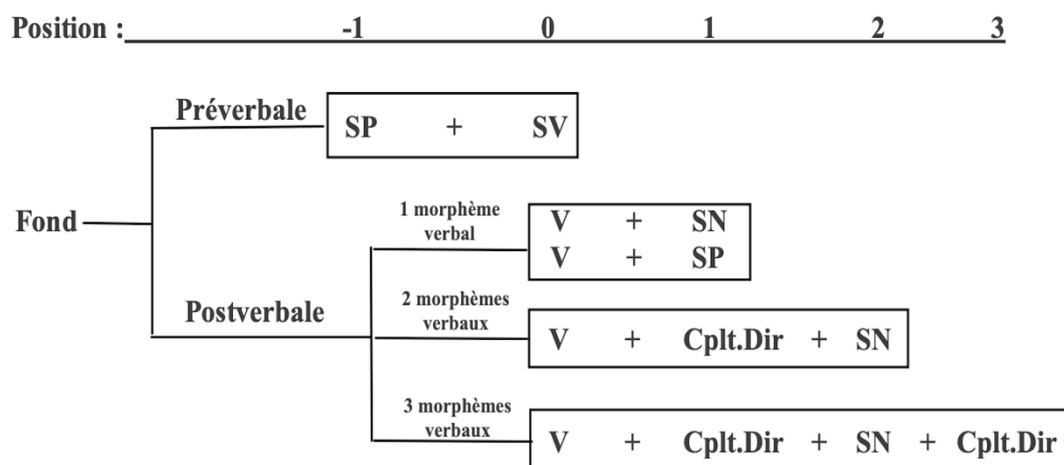 Position : -1 0 1 2 3
Préverbale
SP + SV
Fond
1 morphème
verbal
V + SN
V + SP
Postverbale
2 morphèmes
verbaux
V + Cplt.Dir + SN
3 morphèmes
verbaux
V + Cplt.Dir + SN + Cplt.Dir